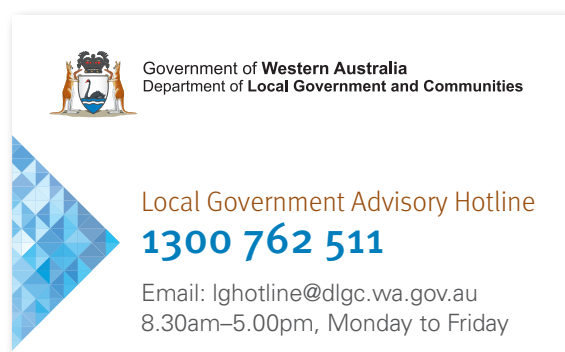 Government of Western Australia
Department of Local Government and Communities
Local Government Advisory Hotline
1300 762 511
Email: lghotline@dlgc.wa.gov.au
8.30am–5.00pm, Monday to Friday